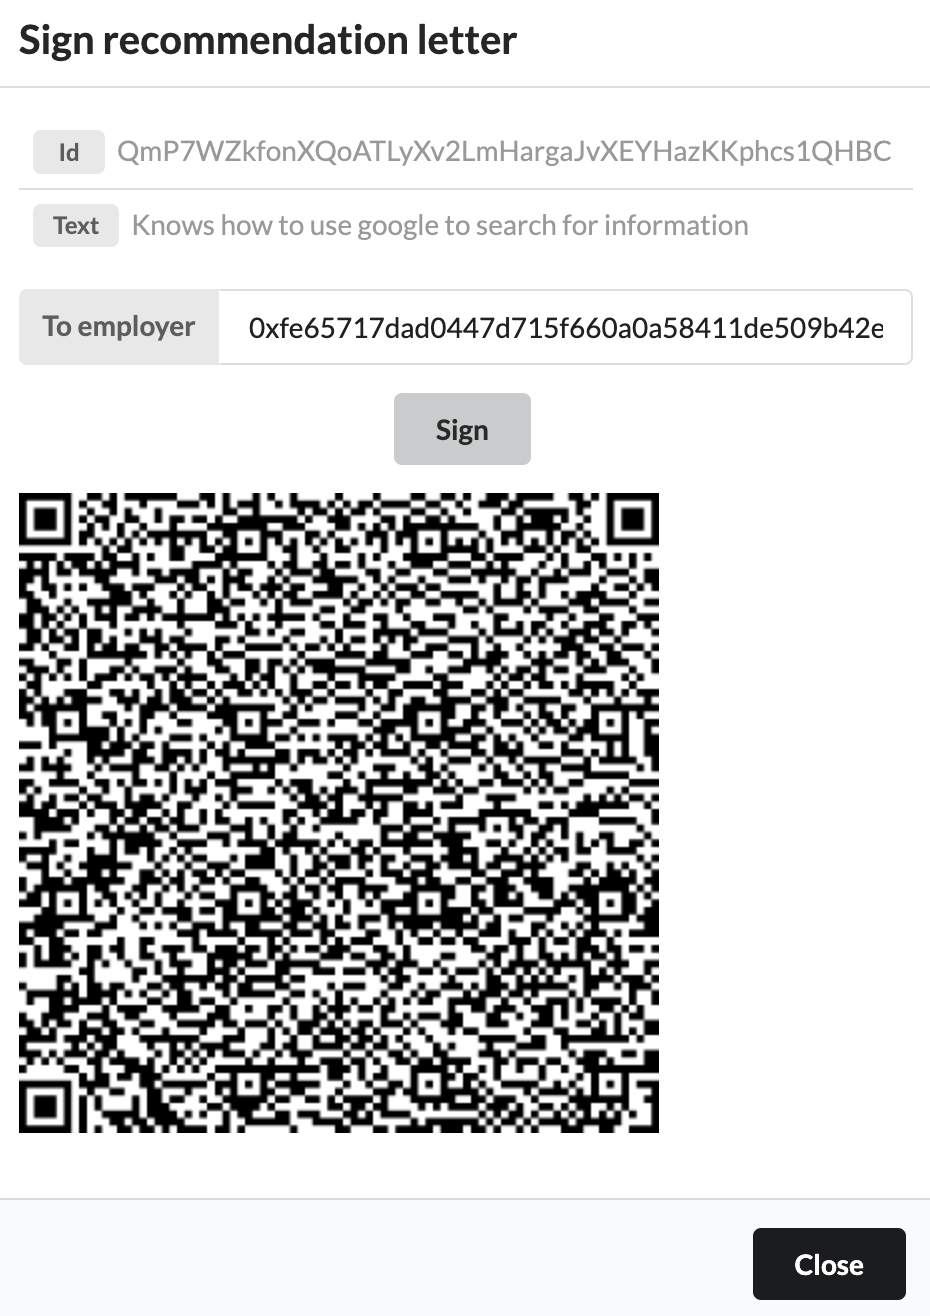 Sign recommendation letter
Id QmP7WZkfonXQoATLyXv2LmHargaJvXEYHazKKphcs1QHBC
Text Knows how to use google to search for information
To employer 0xfe65717dad0447d715f660a0a58411de509b42e
Sign
Close